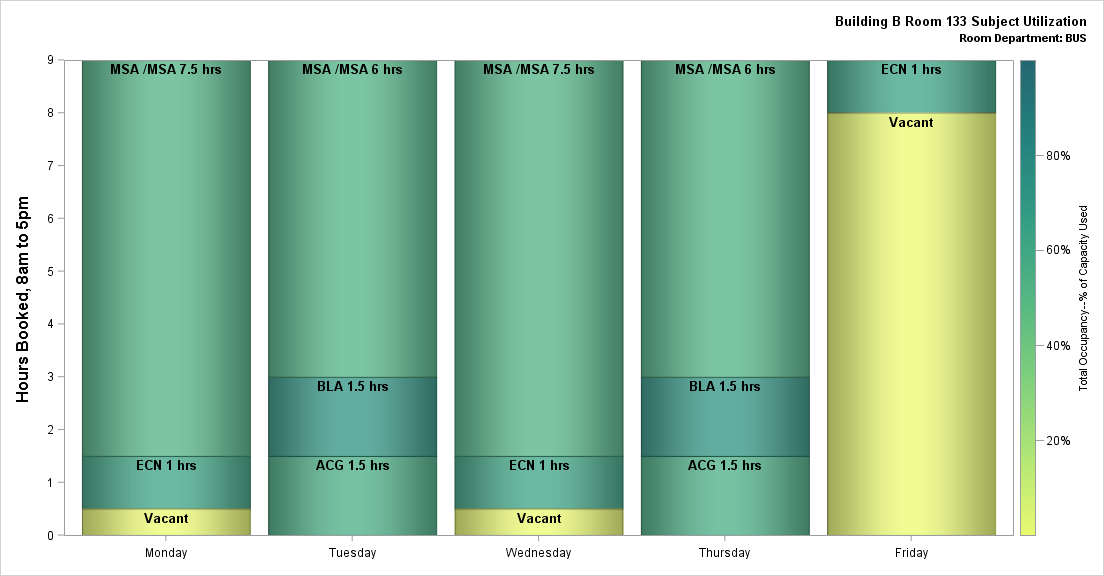 Building B Room 133 Subject Utilization
Room Department: BUS
Hours Booked, 8am to 5pm
9
8
7
6
5
4
3
2
1
0
MSA /MSA 7.5 hrs
ECN 1 hrs
Vacant
MSA /MSA 6 hrs
BLA 1.5 hrs
ACG 1.5 hrs
MSA /MSA 7.5 hrs
ECN 1 hrs
Vacant
MSA /MSA 6 hrs
BLA 1.5 hrs
ACG 1.5 hrs
ECN 1 hrs
Vacant
Monday
Tuesday
Wednesday
Thursday
Friday
80%
60%
40%
20%
Total Occupancy--% of Capacity Used